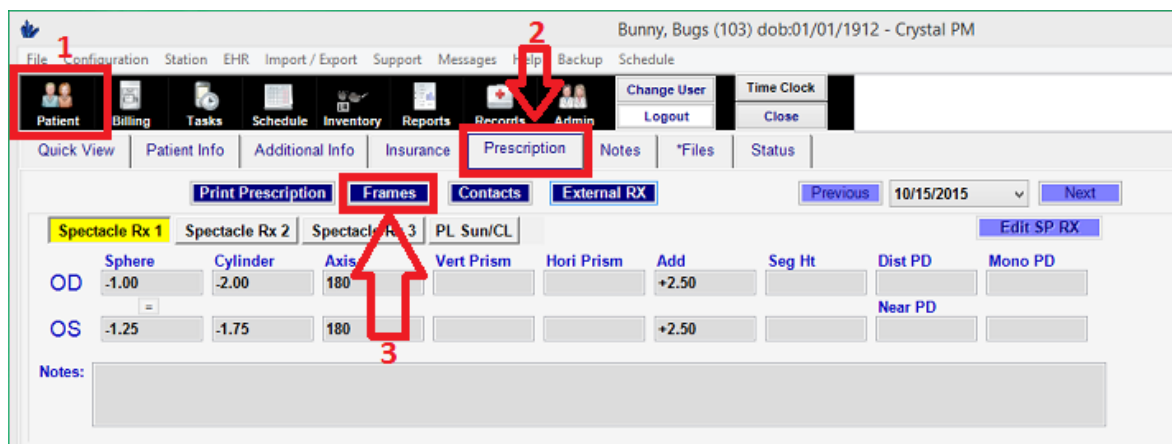 Bunny, Bugs (103) dob:01/01/1912 - Crystal PM
1 2
File Configuration Station EHR Import / Export Support Messages Help Backup Schedule
Patient Billing Tasks Schedule Inventory Reports Records Admin Change User Time Clock
Logout Close
Quick View Patient Info Additional Info Insurance Prescription Notes *Files Status
Print Prescription Frames Contacts External RX Previous 10/15/2015 Next
Spectacle Rx 1 Spectacle Rx 2 Spectacle Rx 3 PL Sun/CL Edit SP RX
Sphere Cylinder Axis Vert Prism Hori Prism Add Seg Ht Dist PD Mono PD
OD -1.00 -2.00 180 +2.50
= Near PD
OS -1.25 -1.75 180 +2.50
3
Notes: